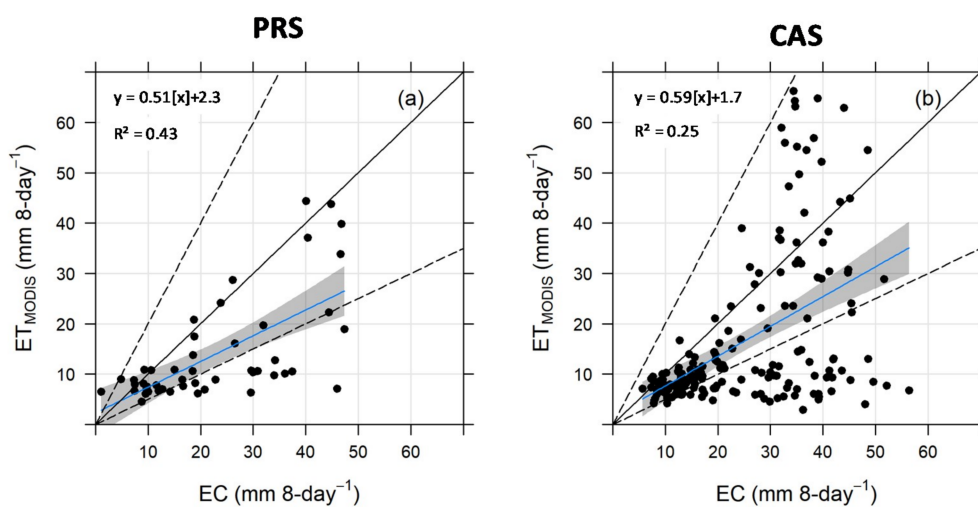 PRS
CAS
y = 0.51[x]+2.3
R² = 0.43
(a)
60
50
40
30
20
10
10 20 30 40 50 60
ET_MODIS (mm 8-day⁻¹)
EC (mm 8-day⁻¹)
y = 0.59[x]+1.7
R² = 0.25
(b)
60
50
40
30
20
10
10 20 30 40 50 60
ET_MODIS (mm 8-day⁻¹)
EC (mm 8-day⁻¹)